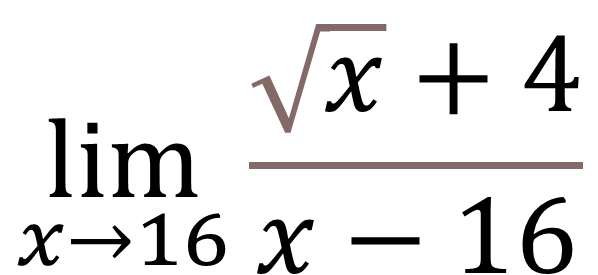 √x + 4
lim
x→16
x − 16